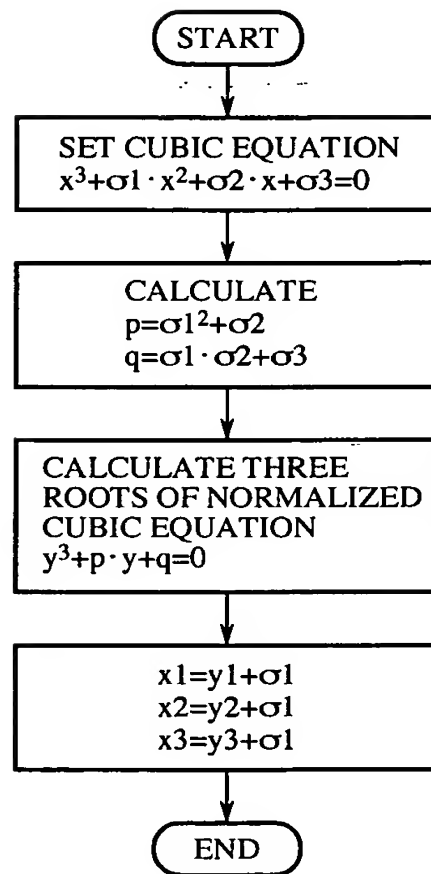 START
SET CUBIC EQUATION
x³+σ1·x²+σ2·x+σ3=0
CALCULATE
p=σ1²+σ2
q=σ1·σ2+σ3
CALCULATE THREE
ROOTS OF NORMALIZED
CUBIC EQUATION
y³+p·y+q=0
x1=y1+σ1
x2=y2+σ1
x3=y3+σ1
END